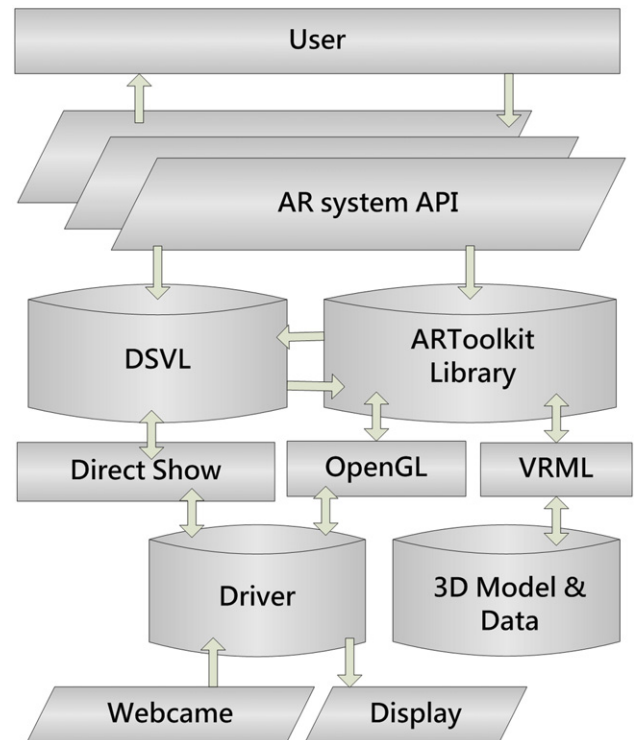 User
AR system API
DSVL
ARToolkit
Library
Direct Show
OpenGL
VRML
Driver
3D Model &
Data
Webcame
Display